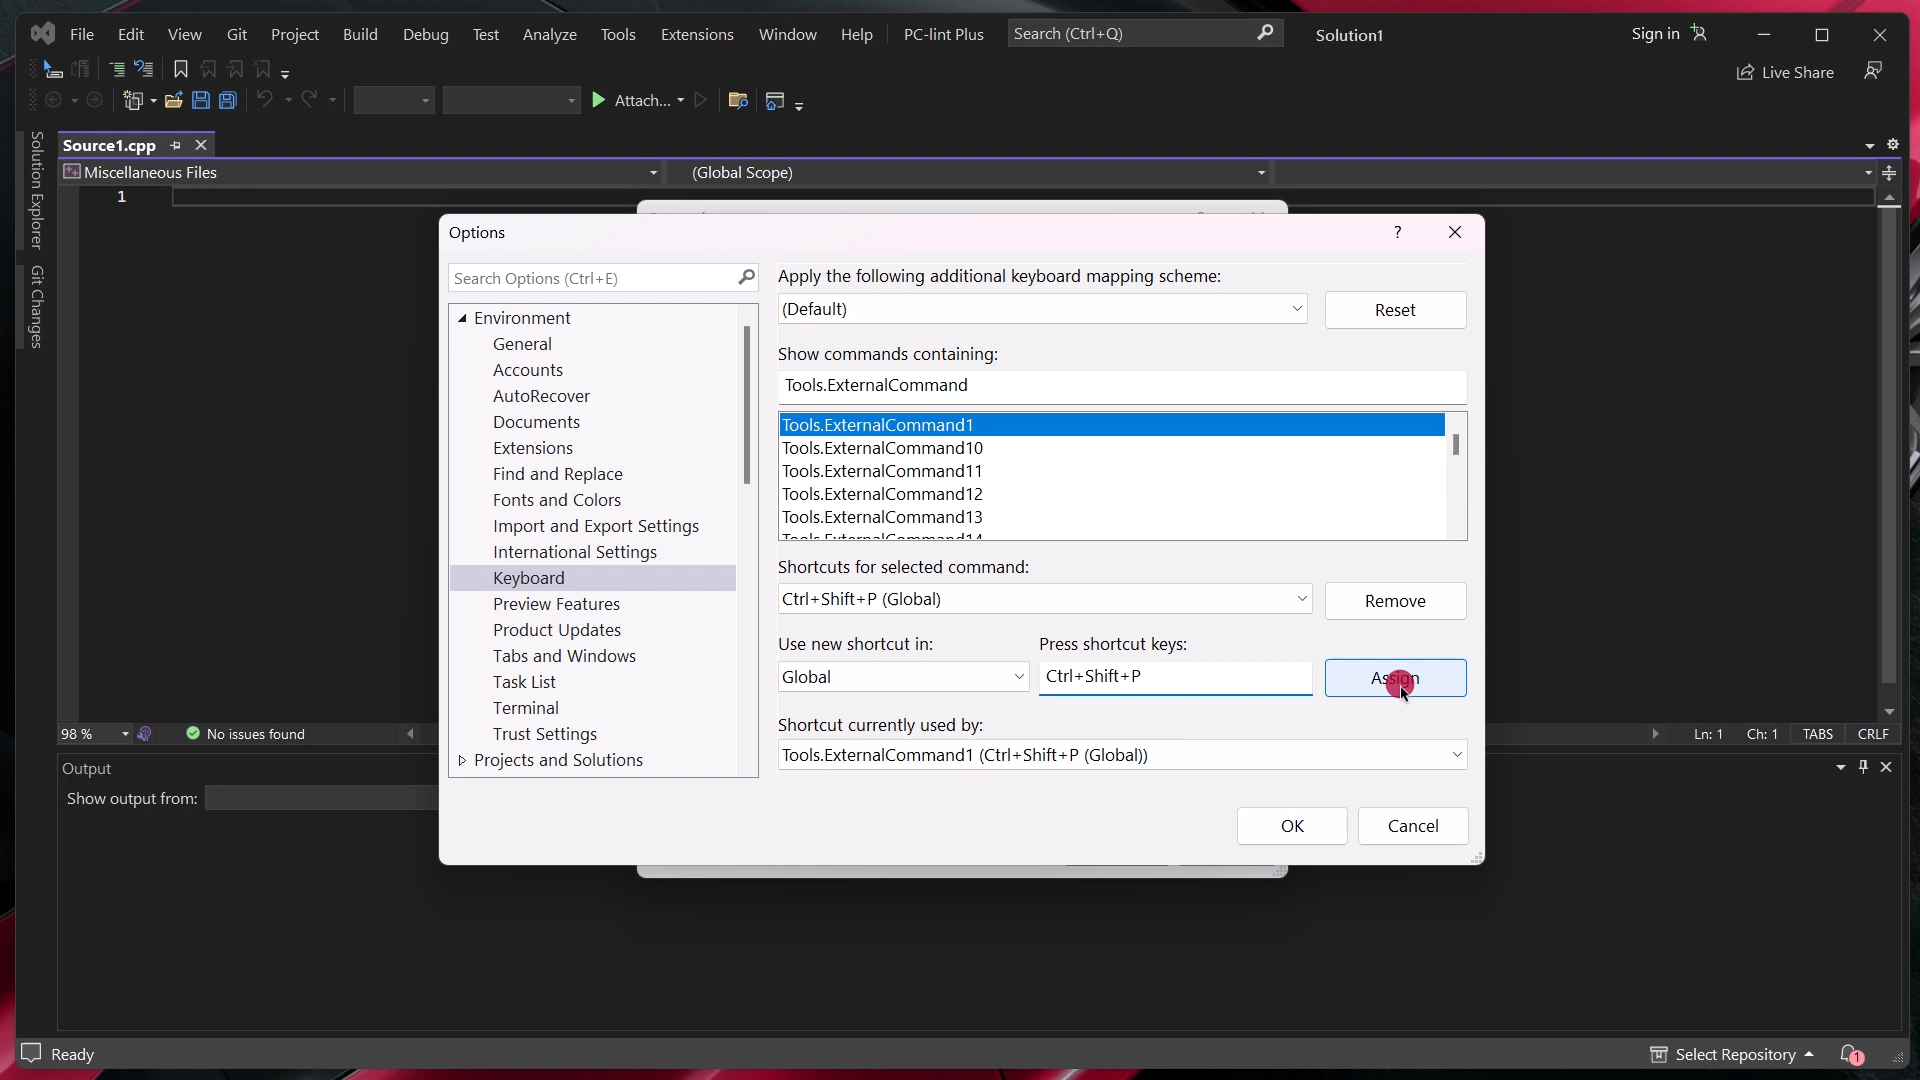 File Edit View Git Project Build Debug Test Analyze Tools Extensions Window Help PC-lint Plus Search (Ctrl+Q) Solution1 Sign in
Live Share
Attach...
Solution Explorer
Git Changes
Source1.cpp
Miscellaneous Files (Global Scope)
1
Options ?
Search Options (Ctrl+E)
Environment
General
Accounts
AutoRecover
Documents
Extensions
Find and Replace
Fonts and Colors
Import and Export Settings
International Settings
Keyboard
Preview Features
Product Updates
Tabs and Windows
Task List
Terminal
Trust Settings
Projects and Solutions
Apply the following additional keyboard mapping scheme:
(Default) Reset
Show commands containing:
Tools.ExternalCommand
Tools.ExternalCommand1
Tools.ExternalCommand10
Tools.ExternalCommand11
Tools.ExternalCommand12
Tools.ExternalCommand13
Tools.ExternalCommand14
Shortcuts for selected command:
Ctrl+Shift+P (Global) Remove
Use new shortcut in: Press shortcut keys:
Global Ctrl+Shift+P Assign
Shortcut currently used by:
Tools.ExternalCommand1 (Ctrl+Shift+P (Global))
OK Cancel
98 % No issues found Ln: 1 Ch: 1 TABS CRLF
Output
Show output from:
Ready Select Repository 1